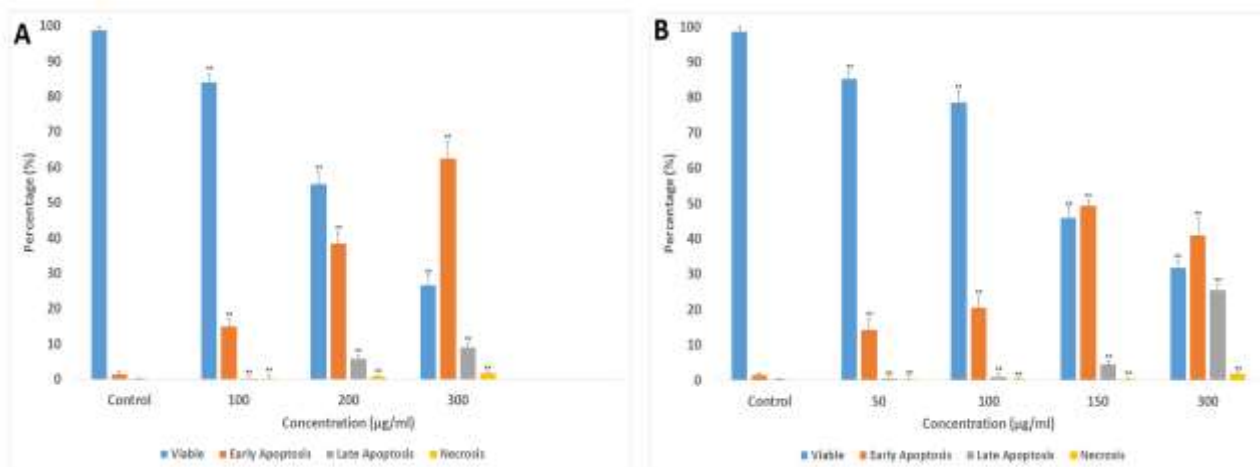 A
100
90
80
70
60
50
40
30
20
10
0
Percentage (%)
Control
100
200
300
Concentration (µg/ml)
Viable
Early Apoptosis
Late Apoptosis
Necrosis
B
100
90
80
70
60
50
40
30
20
10
0
Percentage (%)
Control
50
100
150
300
Concentration (µg/ml)
Viable
Early Apoptosis
Late Apoptosis
Necrosis